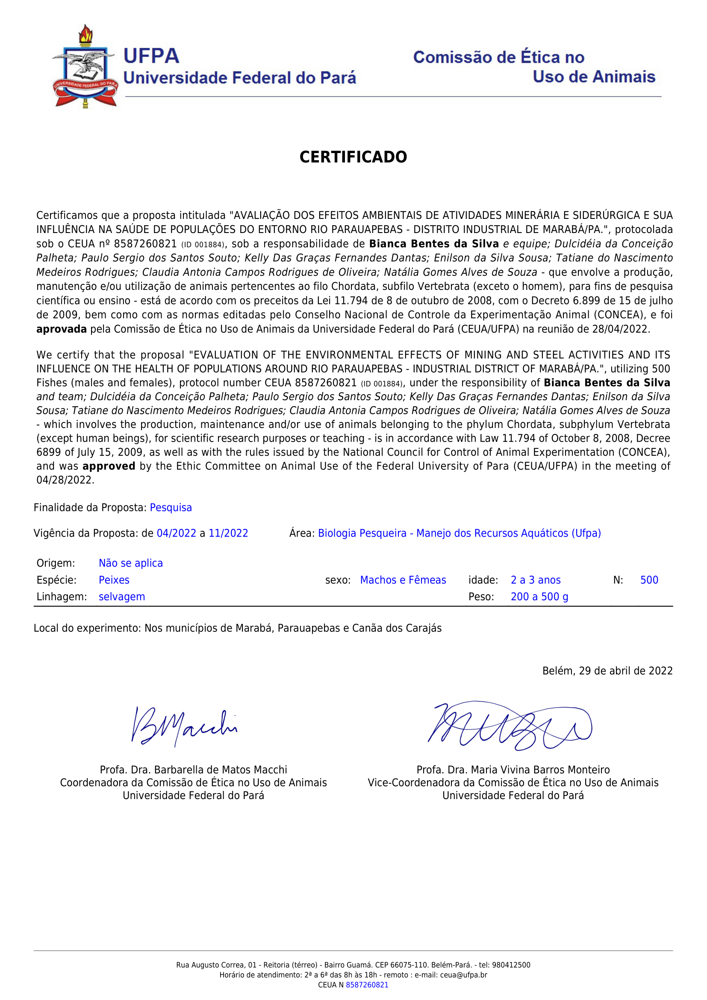 UFPA
Universidade Federal do Pará
Comissão de Ética no
Uso de Animais
UNIVERSIDADE FEDERAL DO PARÁ
CERTIFICADO
Certificamos que a proposta intitulada "AVALIAÇÃO DOS EFEITOS AMBIENTAIS DE ATIVIDADES MINERÁRIA E SIDERÚRGICA E SUA
INFLUÊNCIA NA SAÚDE DE POPULAÇÕES DO ENTORNO RIO PARAUAPEBAS - DISTRITO INDUSTRIAL DE MARABÁ/PA.", protocolada
sob o CEUA nº 8587260821 (ID 001884), sob a responsabilidade de Bianca Bentes da Silva e equipe; Dulcidéia da Conceição
Palheta; Paulo Sergio dos Santos Souto; Kelly Das Graças Fernandes Dantas; Enilson da Silva Sousa; Tatiane do Nascimento
Medeiros Rodrigues; Claudia Antonia Campos Rodrigues de Oliveira; Natália Gomes Alves de Souza - que envolve a produção,
manutenção e/ou utilização de animais pertencentes ao filo Chordata, subfilo Vertebrata (exceto o homem), para fins de pesquisa
científica ou ensino - está de acordo com os preceitos da Lei 11.794 de 8 de outubro de 2008, com o Decreto 6.899 de 15 de julho
de 2009, bem como com as normas editadas pelo Conselho Nacional de Controle da Experimentação Animal (CONCEA), e foi
aprovada pela Comissão de Ética no Uso de Animais da Universidade Federal do Pará (CEUA/UFPA) na reunião de 28/04/2022.
We certify that the proposal "EVALUATION OF THE ENVIRONMENTAL EFFECTS OF MINING AND STEEL ACTIVITIES AND ITS
INFLUENCE ON THE HEALTH OF POPULATIONS AROUND RIO PARAUAPEBAS - INDUSTRIAL DISTRICT OF MARABÁ/PA.", utilizing 500
Fishes (males and females), protocol number CEUA 8587260821 (ID 001884), under the responsibility of Bianca Bentes da Silva
and team; Dulcidéia da Conceição Palheta; Paulo Sergio dos Santos Souto; Kelly Das Graças Fernandes Dantas; Enilson da Silva
Sousa; Tatiane do Nascimento Medeiros Rodrigues; Claudia Antonia Campos Rodrigues de Oliveira; Natália Gomes Alves de Souza
- which involves the production, maintenance and/or use of animals belonging to the phylum Chordata, subphylum Vertebrata
(except human beings), for scientific research purposes or teaching - is in accordance with Law 11.794 of October 8, 2008, Decree
6899 of July 15, 2009, as well as with the rules issued by the National Council for Control of Animal Experimentation (CONCEA),
and was approved by the Ethic Committee on Animal Use of the Federal University of Para (CEUA/UFPA) in the meeting of
04/28/2022.
Finalidade da Proposta: Pesquisa
Vigência da Proposta: de 04/2022 a 11/2022 Área: Biologia Pesqueira - Manejo dos Recursos Aquáticos (Ufpa)
Origem: Não se aplica
Espécie: Peixes sexo: Machos e Fêmeas idade: 2 a 3 anos N: 500
Linhagem: selvagem Peso: 200 a 500 g
Local do experimento: Nos municípios de Marabá, Parauapebas e Canãa dos Carajás
Belém, 29 de abril de 2022
BMacchi
Profa. Dra. Barbarella de Matos Macchi
Coordenadora da Comissão de Ética no Uso de Animais
Universidade Federal do Pará
Profa. Dra. Maria Vivina Barros Monteiro
Vice-Coordenadora da Comissão de Ética no Uso de Animais
Universidade Federal do Pará
Rua Augusto Correa, 01 - Reitoria (térreo) - Bairro Guamá. CEP 66075-110. Belém-Pará. - tel: 980412500
Horário de atendimento: 2ª a 6ª das 8h às 18h - remoto : e-mail: ceua@ufpa.br
CEUA N 8587260821